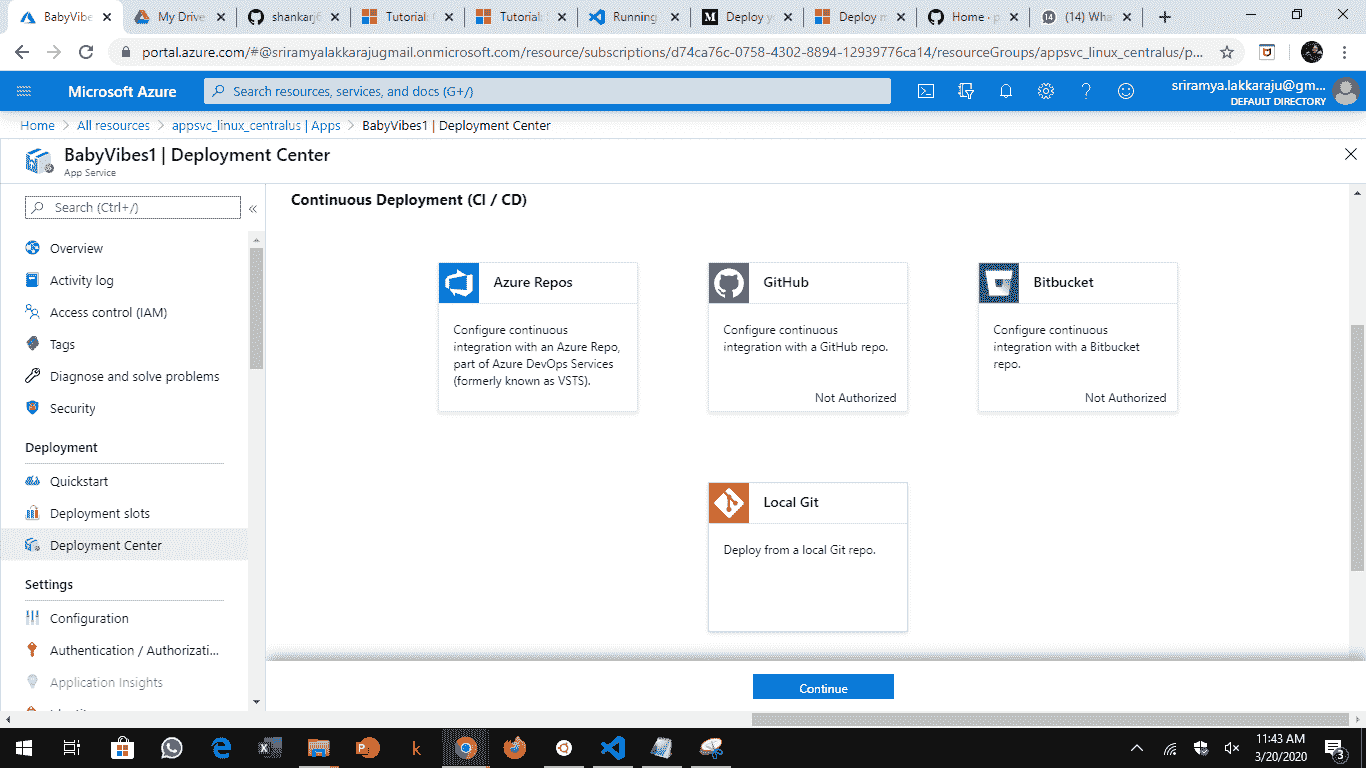 BabyVibe
My Drive
shankarj6
Tutorial:
Tutorial:
Running
Deploy yo
Deploy m
Home · p
(14) Wha
portal.azure.com/#@sriramyalakkarajugmail.onmicrosoft.com/resource/subscriptions/d74ca76c-0758-4302-8894-12939776ca14/resourceGroups/appsvc_linux_centralus/p...
Microsoft Azure
Search resources, services, and docs (G+/)
sriramya.lakkaraju@gm...
DEFAULT DIRECTORY
Home > All resources > appsvc_linux_centralus | Apps > BabyVibes1 | Deployment Center
BabyVibes1 | Deployment Center
App Service
Search (Ctrl+/)
«
Overview
Activity log
Access control (IAM)
Tags
Diagnose and solve problems
Security
Deployment
Quickstart
Deployment slots
Deployment Center
Settings
Configuration
Authentication / Authorizati...
Application Insights
Continuous Deployment (CI / CD)
Azure Repos
Configure continuous
integration with an Azure Repo,
part of Azure DevOps Services
(formerly known as VSTS).
GitHub
Configure continuous
integration with a GitHub repo.
Not Authorized
Bitbucket
Configure continuous
integration with a Bitbucket
repo.
Not Authorized
Local Git
Deploy from a local Git repo.
Continue
11:43 AM
3/20/2020
3